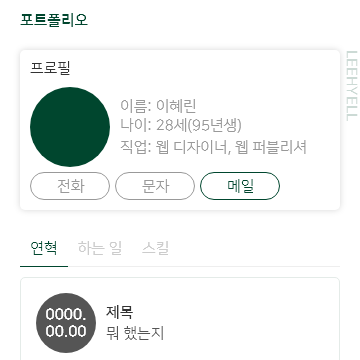 포트폴리오
프로필
이름: 이혜린
나이: 28세(95년생)
직업: 웹 디자이너, 웹 퍼블리셔
전화 문자 메일
LEEHYELL
연혁 하는 일 스킬
0000.
00.00
제목
뭐 했는지